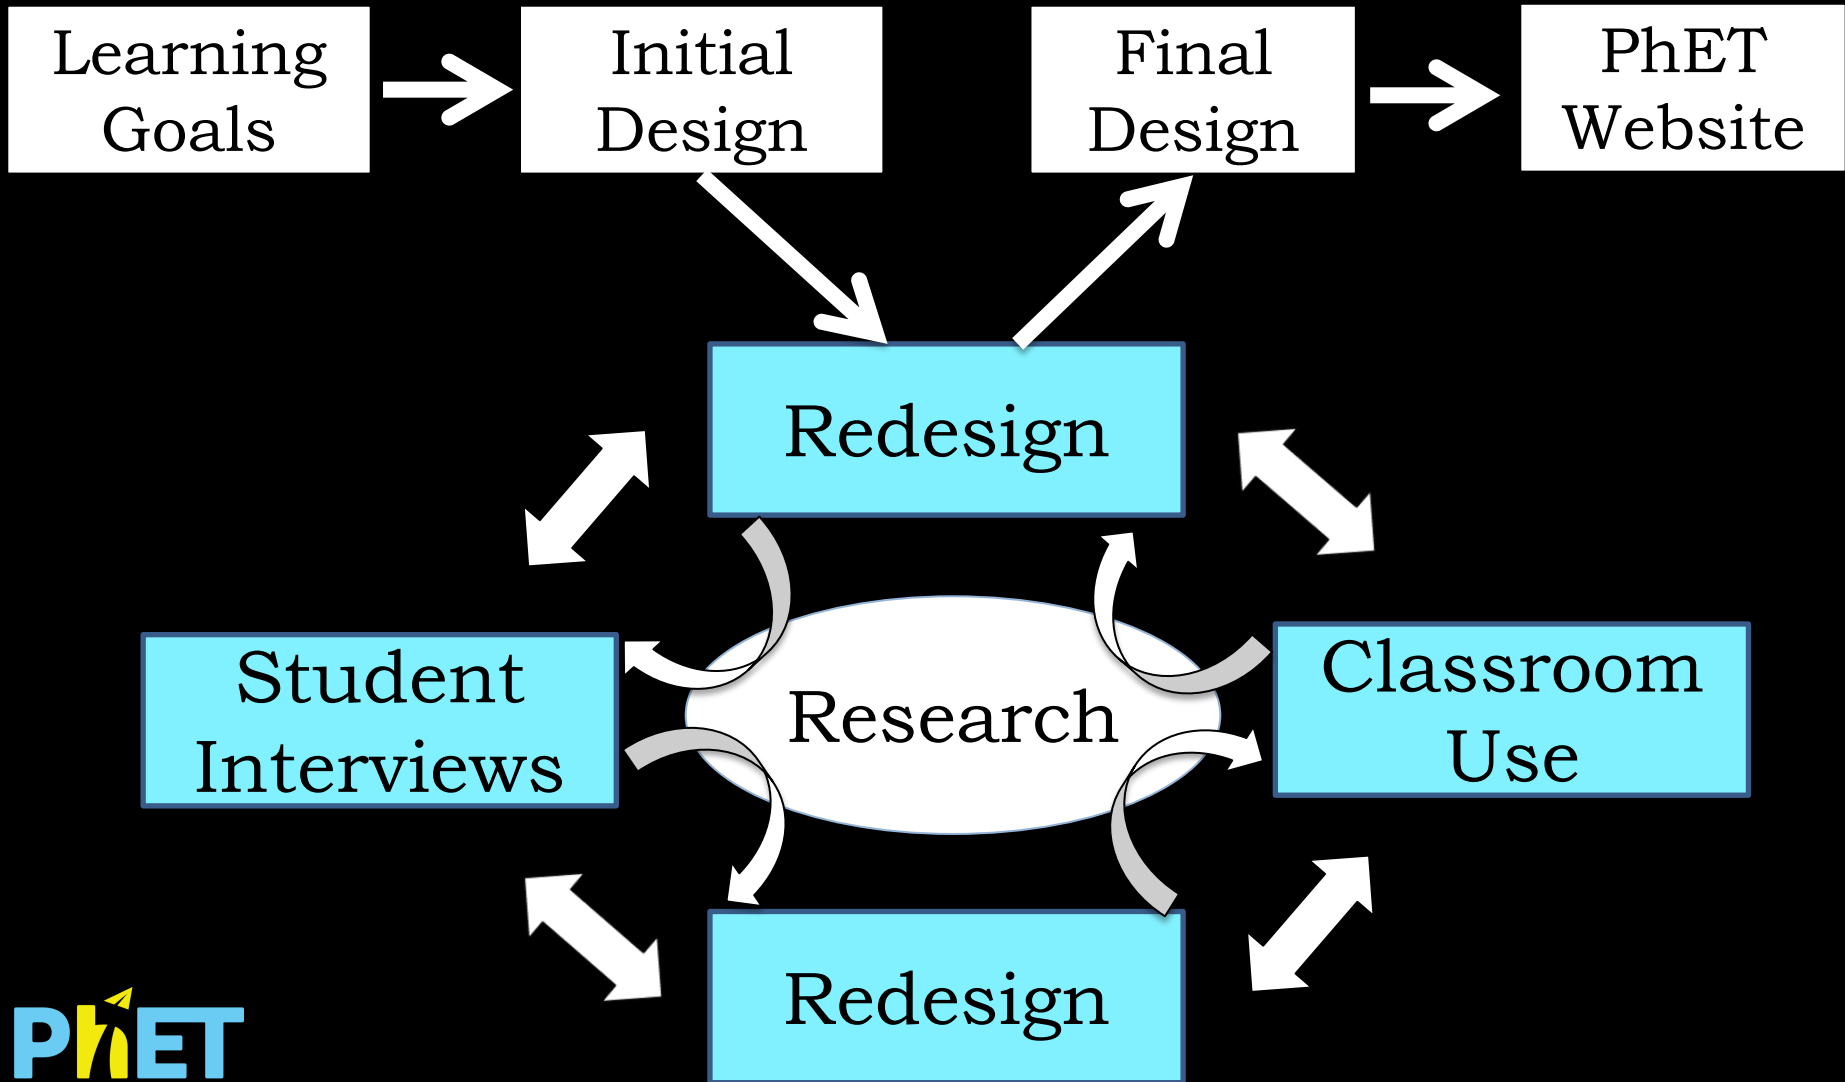 Learning
Goals
Initial
Design
Final
Design
PhET
Website
Redesign
Student
Interviews
Research
Classroom
Use
Redesign
PhET